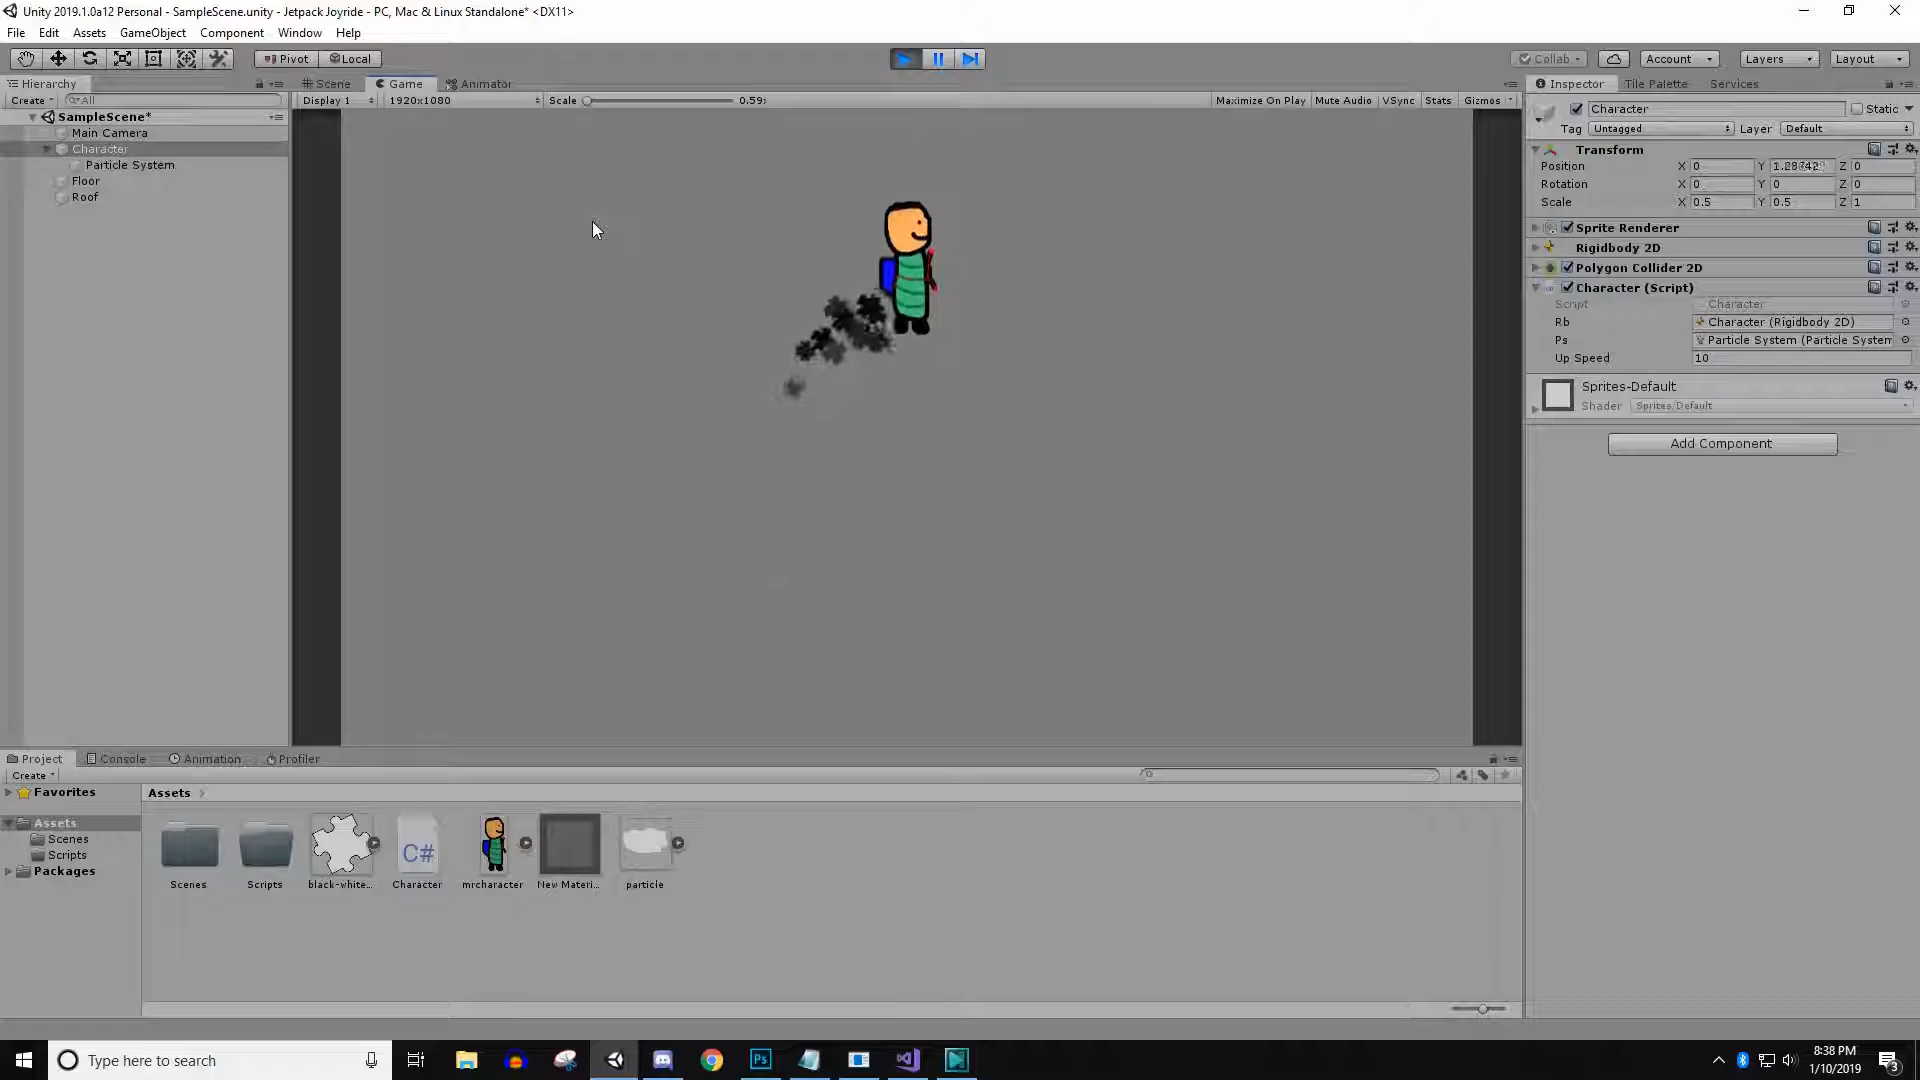 Unity 2019.1.0a12 Personal - SampleScene.unity - Jetpack Joyride - PC, Mac & Linux Standalone* <DX11>
File Edit Assets GameObject Component Window Help
Pivot Local Collab Account Layers Layout
Hierarchy Scene Game Animator Inspector Tile Palette Services
Create All Display 1 1920x1080 Scale 0.59x Maximize On Play Mute Audio VSync Stats Gizmos
SampleScene*
Main Camera
Character
Particle System
Floor
Roof
Character Static
Tag Untagged Layer Default
Transform
Position X 0 Y Z 0
Rotation X 0 Y 0 Z 0
Scale X 0.5 Y 0.5 Z 1
Sprite Renderer
Rigidbody 2D
Polygon Collider 2D
Character (Script)
Script Character
Rb Character (Rigidbody 2D)
Ps Particle System (Particle System
Up Speed 10
Sprites-Default
Shader Sprites/Default
Add Component
Project Console Animation Profiler
Create
Favorites
Assets
Scenes
Scripts
Packages
Assets
C#
Scenes Scripts black-white... Character mrcharacter New Materi... particle
Type here to search
Ps
8:38 PM
1/10/2019
3